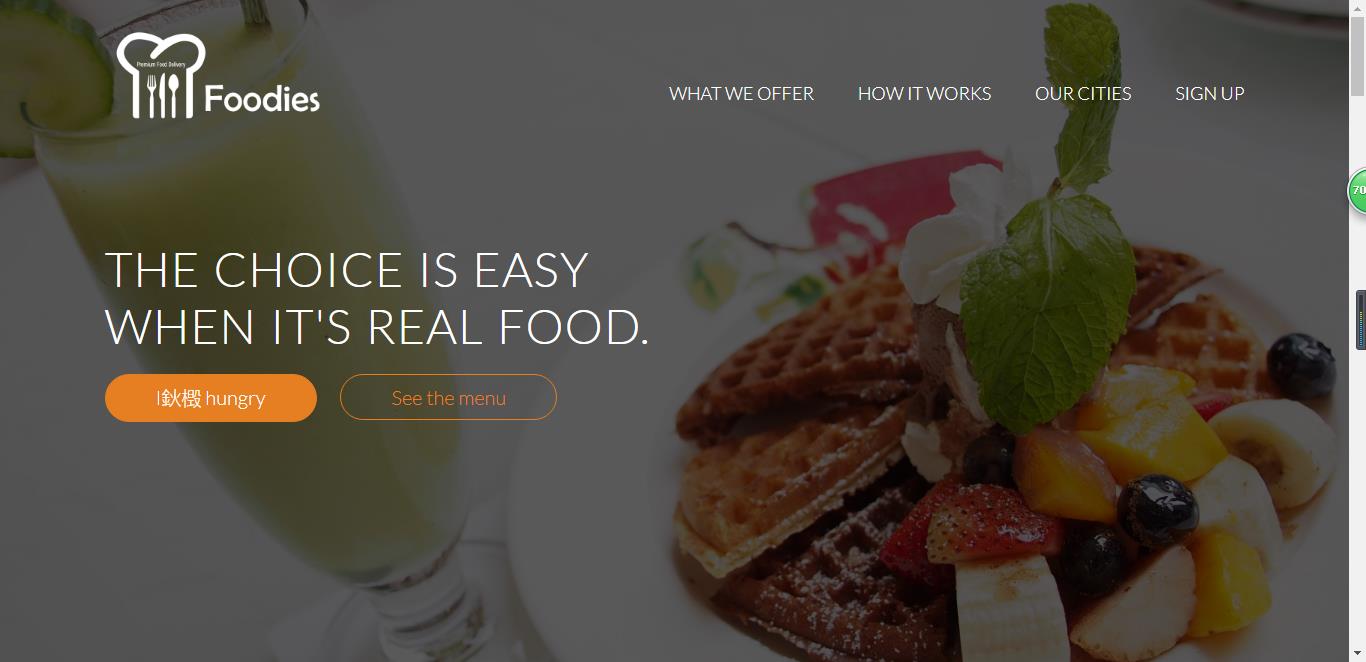 Premium Food Delivery
Foodies
WHAT WE OFFER
HOW IT WORKS
OUR CITIES
SIGN UP
THE CHOICE IS EASY
WHEN IT'S REAL FOOD.
I鈥檓 hungry
See the menu
70